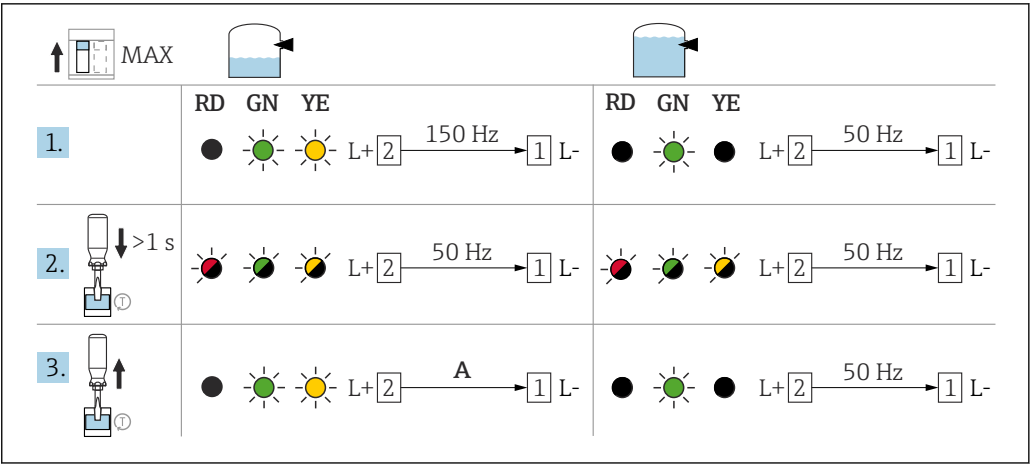 MAX
RD GN YE RD GN YE
1. L+ 2 150 Hz 1 L- L+ 2 50 Hz 1 L-
2. >1 s T L+ 2 50 Hz 1 L- L+ 2 50 Hz 1 L-
3. T L+ 2 A 1 L- L+ 2 50 Hz 1 L-